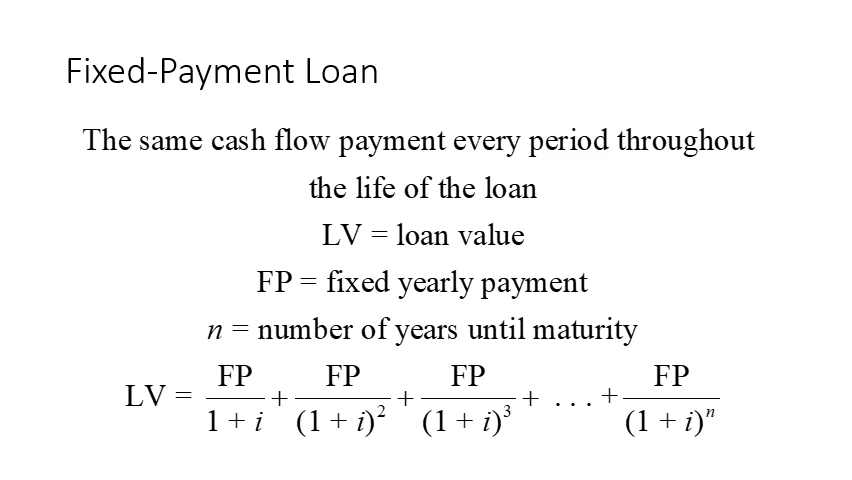 Fixed-Payment Loan
The same cash flow payment every period throughout
the life of the loan
LV = loan value
FP = fixed yearly payment
n = number of years until maturity
LV = FP/(1 + i) + FP/(1 + i)² + FP/(1 + i)³ + . . . + FP/(1 + i)ⁿ